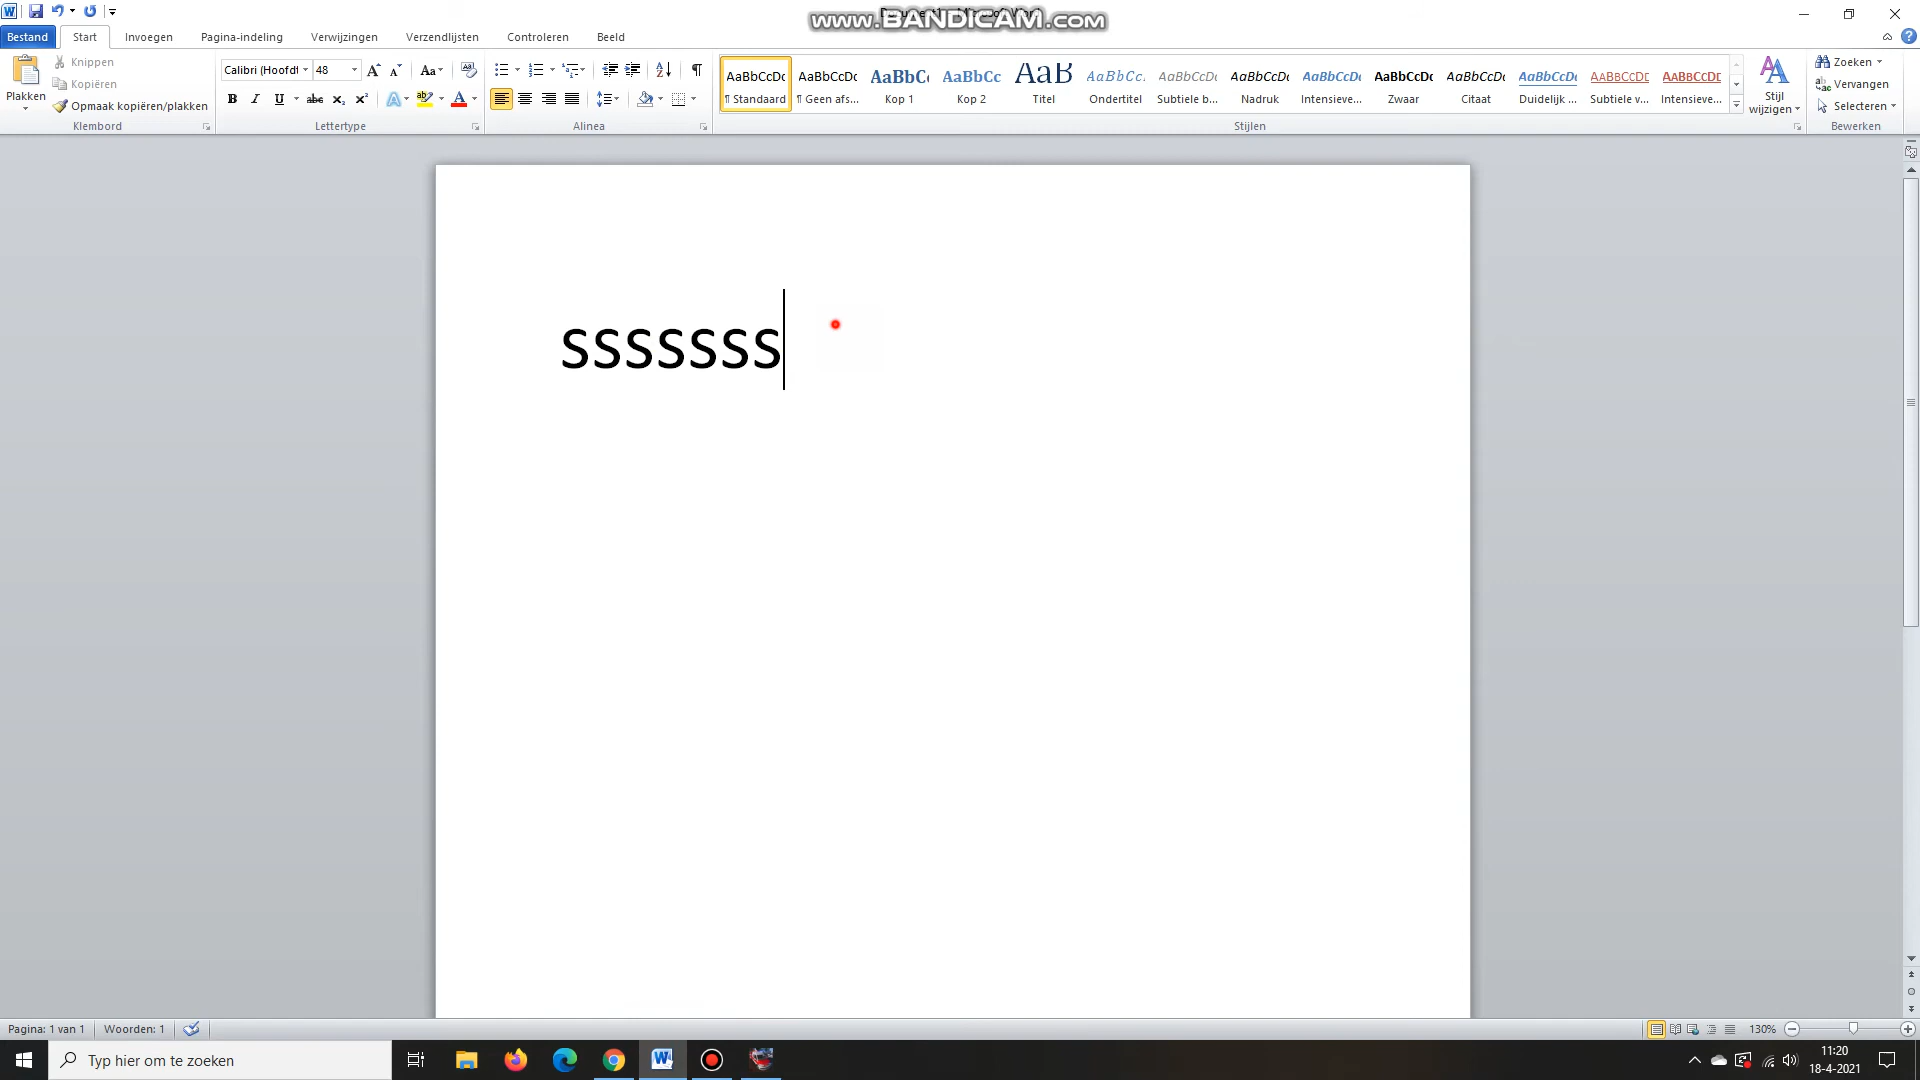 www.BANDICAM.com
Bestand Start Invoegen Pagina-indeling Verwijzingen Verzendlijsten Controleren Beeld
Plakken
Knippen
Kopiëren
Opmaak kopiëren/plakken
Klembord
Calibri (Hoofdt 48
Lettertype
Alinea
AaBbCcDc AaBbCcDc AaBbC AaBbCc AaB AaBbCc. AaBbCcDc AaBbCcDc AaBbCcDc AaBbCcDc AaBbCcDc AaBbCcDc AABBCCDE AABBCCDE
¶ Standaard ¶ Geen afs... Kop 1 Kop 2 Titel Ondertitel Subtiele b... Nadruk Intensieve... Zwaar Citaat Duidelijk ... Subtiele v... Intensieve...
Stijlen
Stijl
wijzigen
Zoeken
Vervangen
Selecteren
Bewerken
sssssss
Pagina: 1 van 1 Woorden: 1 130%
Typ hier om te zoeken
11:20
18-4-2021